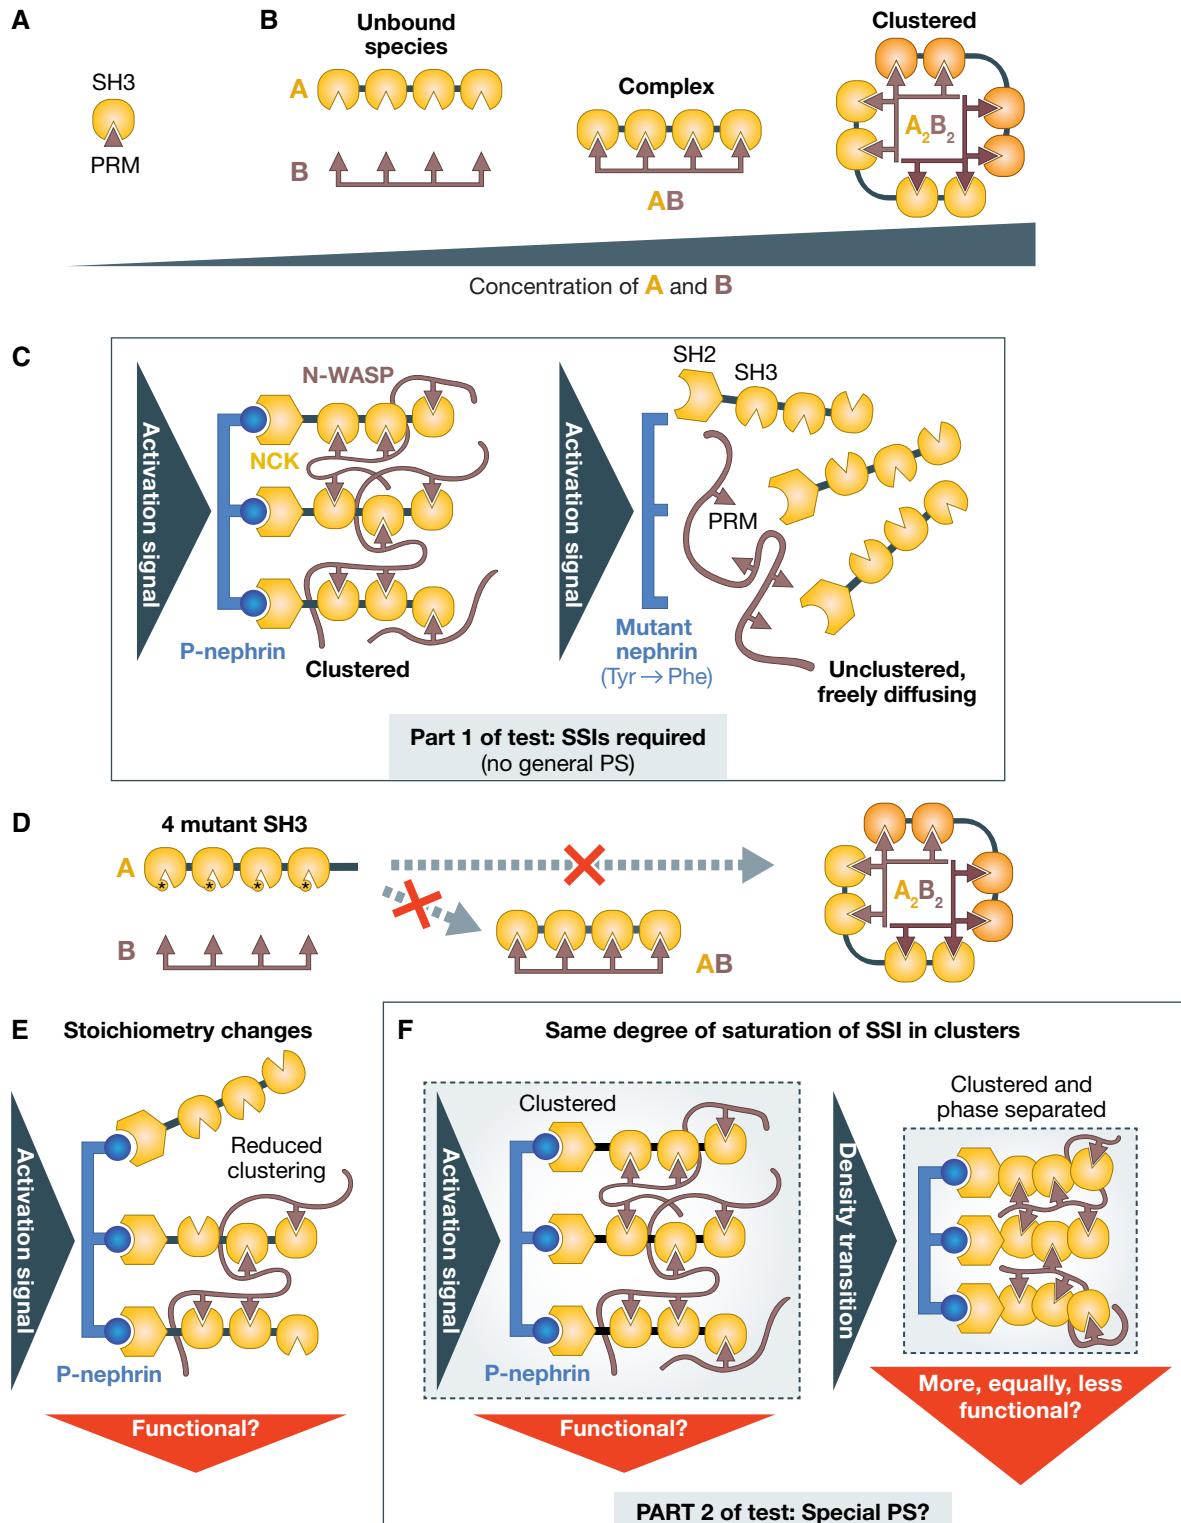 A
SH3
PRM
B
Unbound
species
A
B
Complex
AB
Clustered
A2B2
Concentration of A and B
C
Activation signal
N-WASP
NCK
P-nephrin
Clustered
Activation signal
SH2
SH3
PRM
Mutant
nephrin
(Tyr → Phe)
Unclustered,
freely diffusing
Part 1 of test: SSIs required
(no general PS)
D
4 mutant SH3
A
* * * *
B
AB
A2B2
E
Stoichiometry changes
Activation signal
Reduced
clustering
P-nephrin
Functional?
F
Same degree of saturation of SSI in clusters
Activation signal
Clustered
P-nephrin
Functional?
Density transition
Clustered and
phase separated
More, equally, less
functional?
PART 2 of test: Special PS?